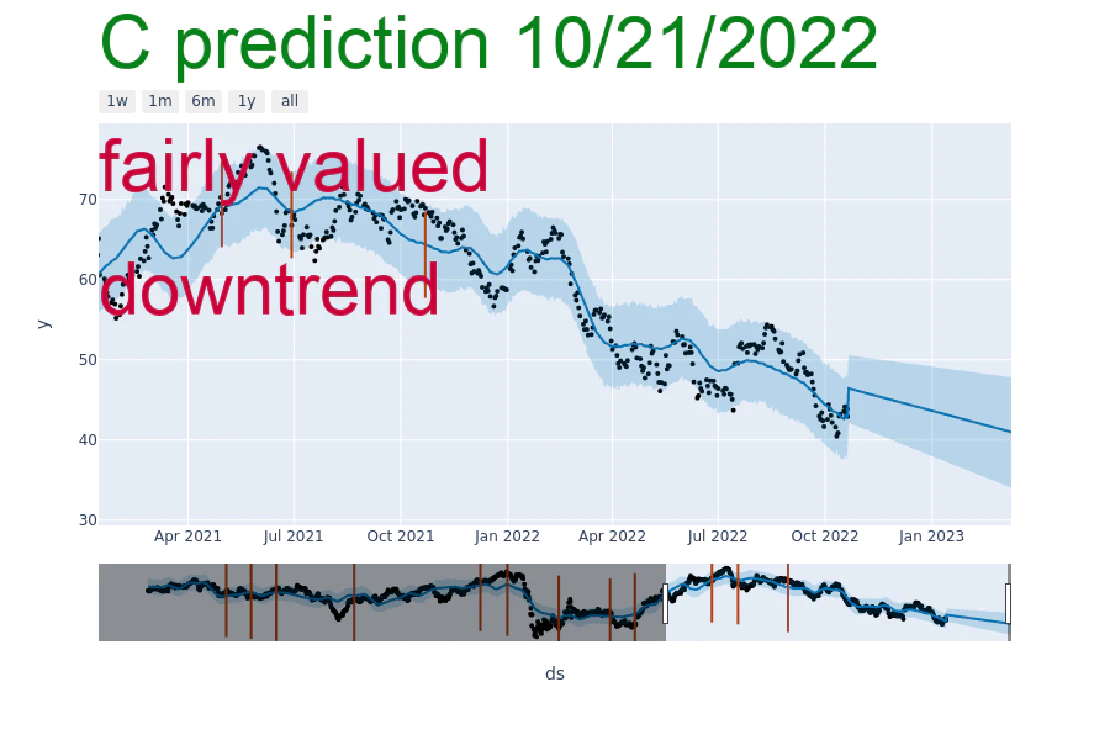 C prediction 10/21/2022
1w 1m 6m 1y all
fairly valued
downtrend
70
60
50
40
30
y
Apr 2021 Jul 2021 Oct 2021 Jan 2022 Apr 2022 Jul 2022 Oct 2022 Jan 2023
ds